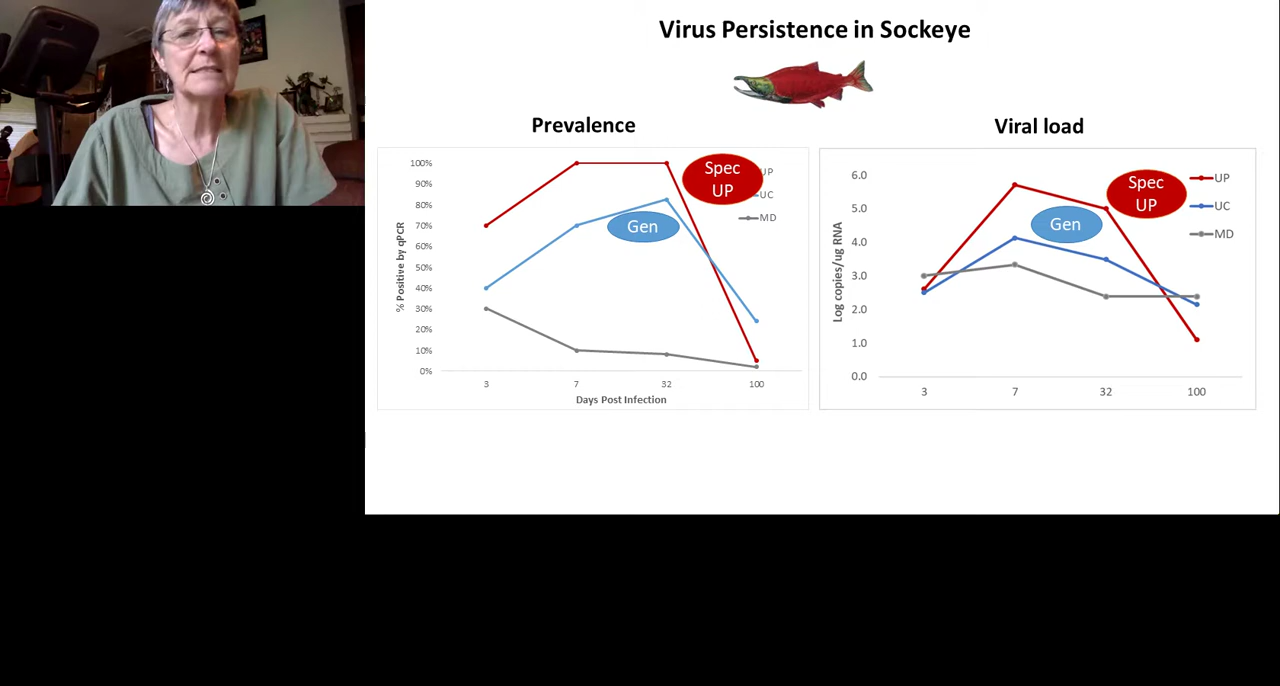 Virus Persistence in Sockeye
Prevalence
100%
90%
80%
70%
60%
50%
40%
30%
20%
10%
0%
% Positive by qPCR
3 7 32 100
Days Post Infection
Spec
UP
Gen
UP
UC
MD
Viral load
6.0
5.0
4.0
3.0
2.0
1.0
0.0
Log copies/ug RNA
3 7 32 100
Spec
UP
Gen
UP
UC
MD